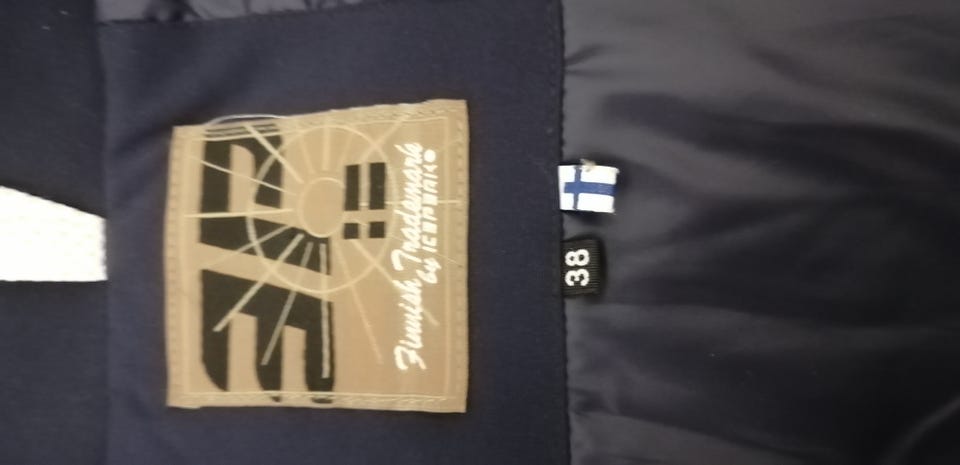 Finnish Trademark
by ICEPEAK
38